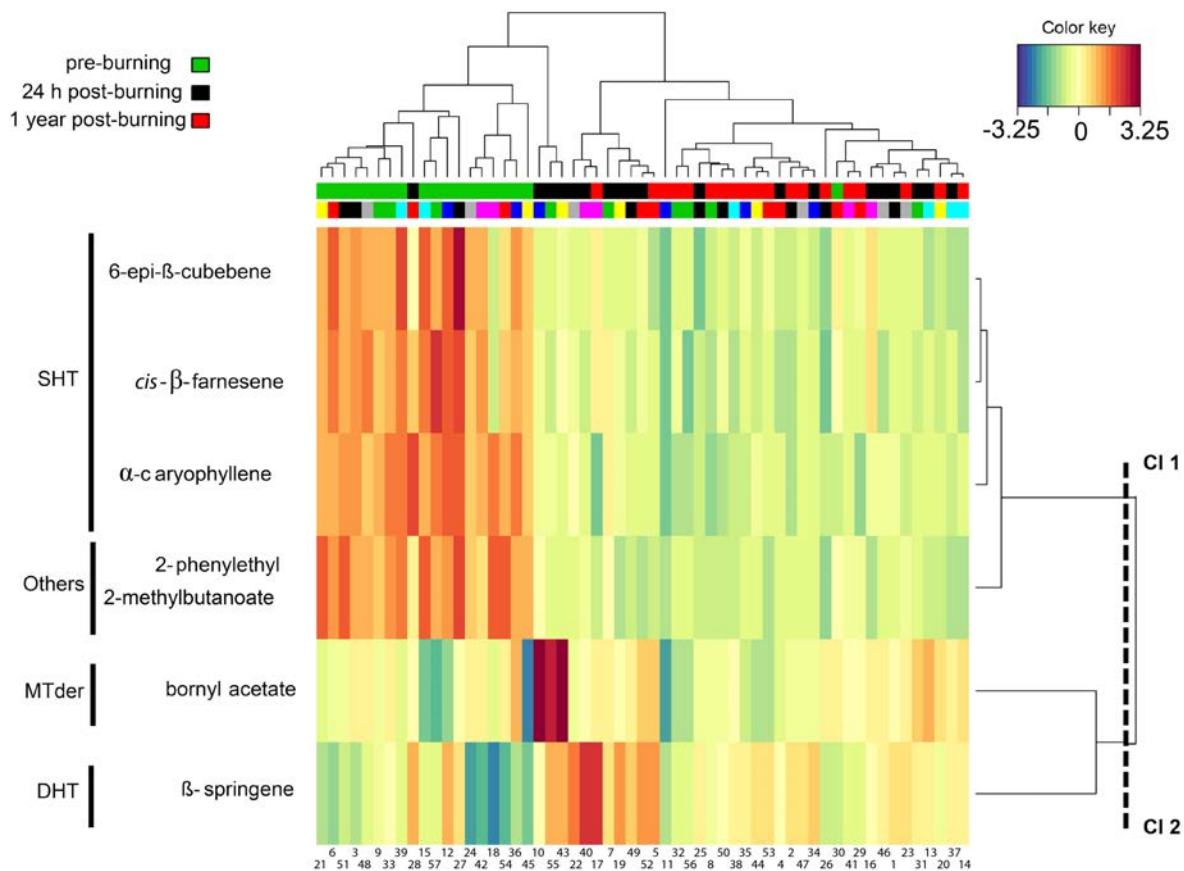 pre-burning
24 h post-burning
1 year post-burning
Color key
-3.25 0 3.25
SHT
6-epi-ß-cubebene
cis-β-farnesene
α-c aryophyllene
Others
2-phenylethyl
2-methylbutanoate
MTder
bornyl acetate
DHT
ß- springene
Cl 1
Cl 2
6 3 9 39 15 12 24 18 36 10 43 40 7 49 5 32 25 50 35 53 2 34 30 29 46 23 13 37
21 51 48 33 28 57 27 42 54 45 55 22 17 19 52 11 56 8 38 44 4 47 26 41 16 1 31 20 14